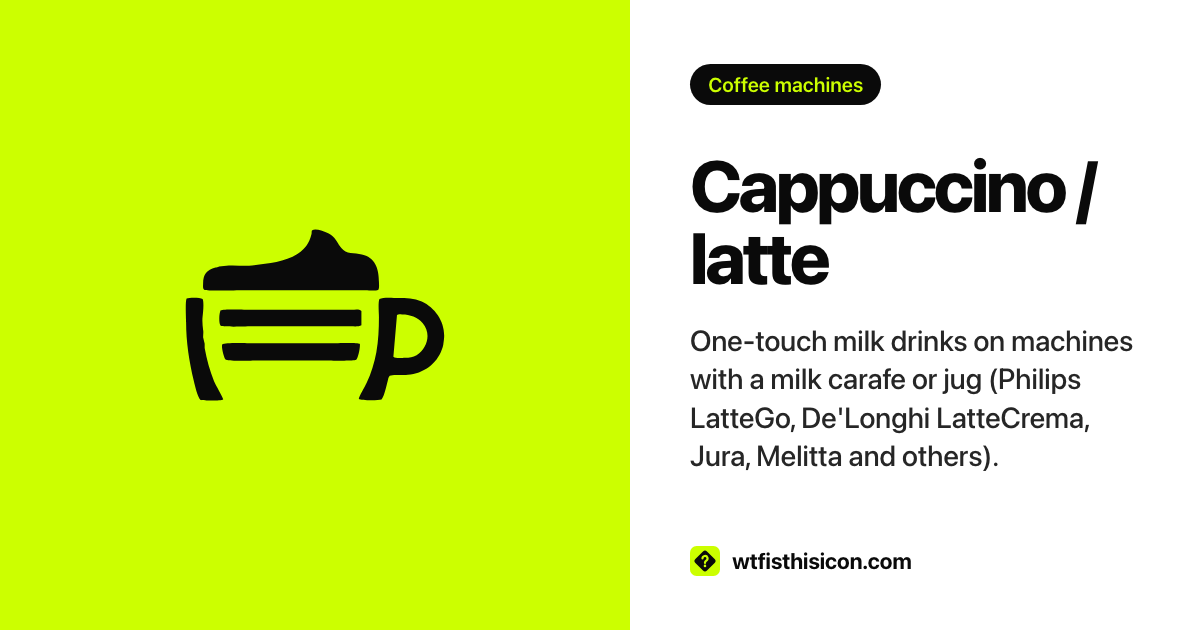 Coffee machines
Cappuccino /
latte
One-touch milk drinks on machines
with a milk carafe or jug (Philips
LatteGo, De'Longhi LatteCrema,
Jura, Melitta and others).
?
wtfisthisicon.com